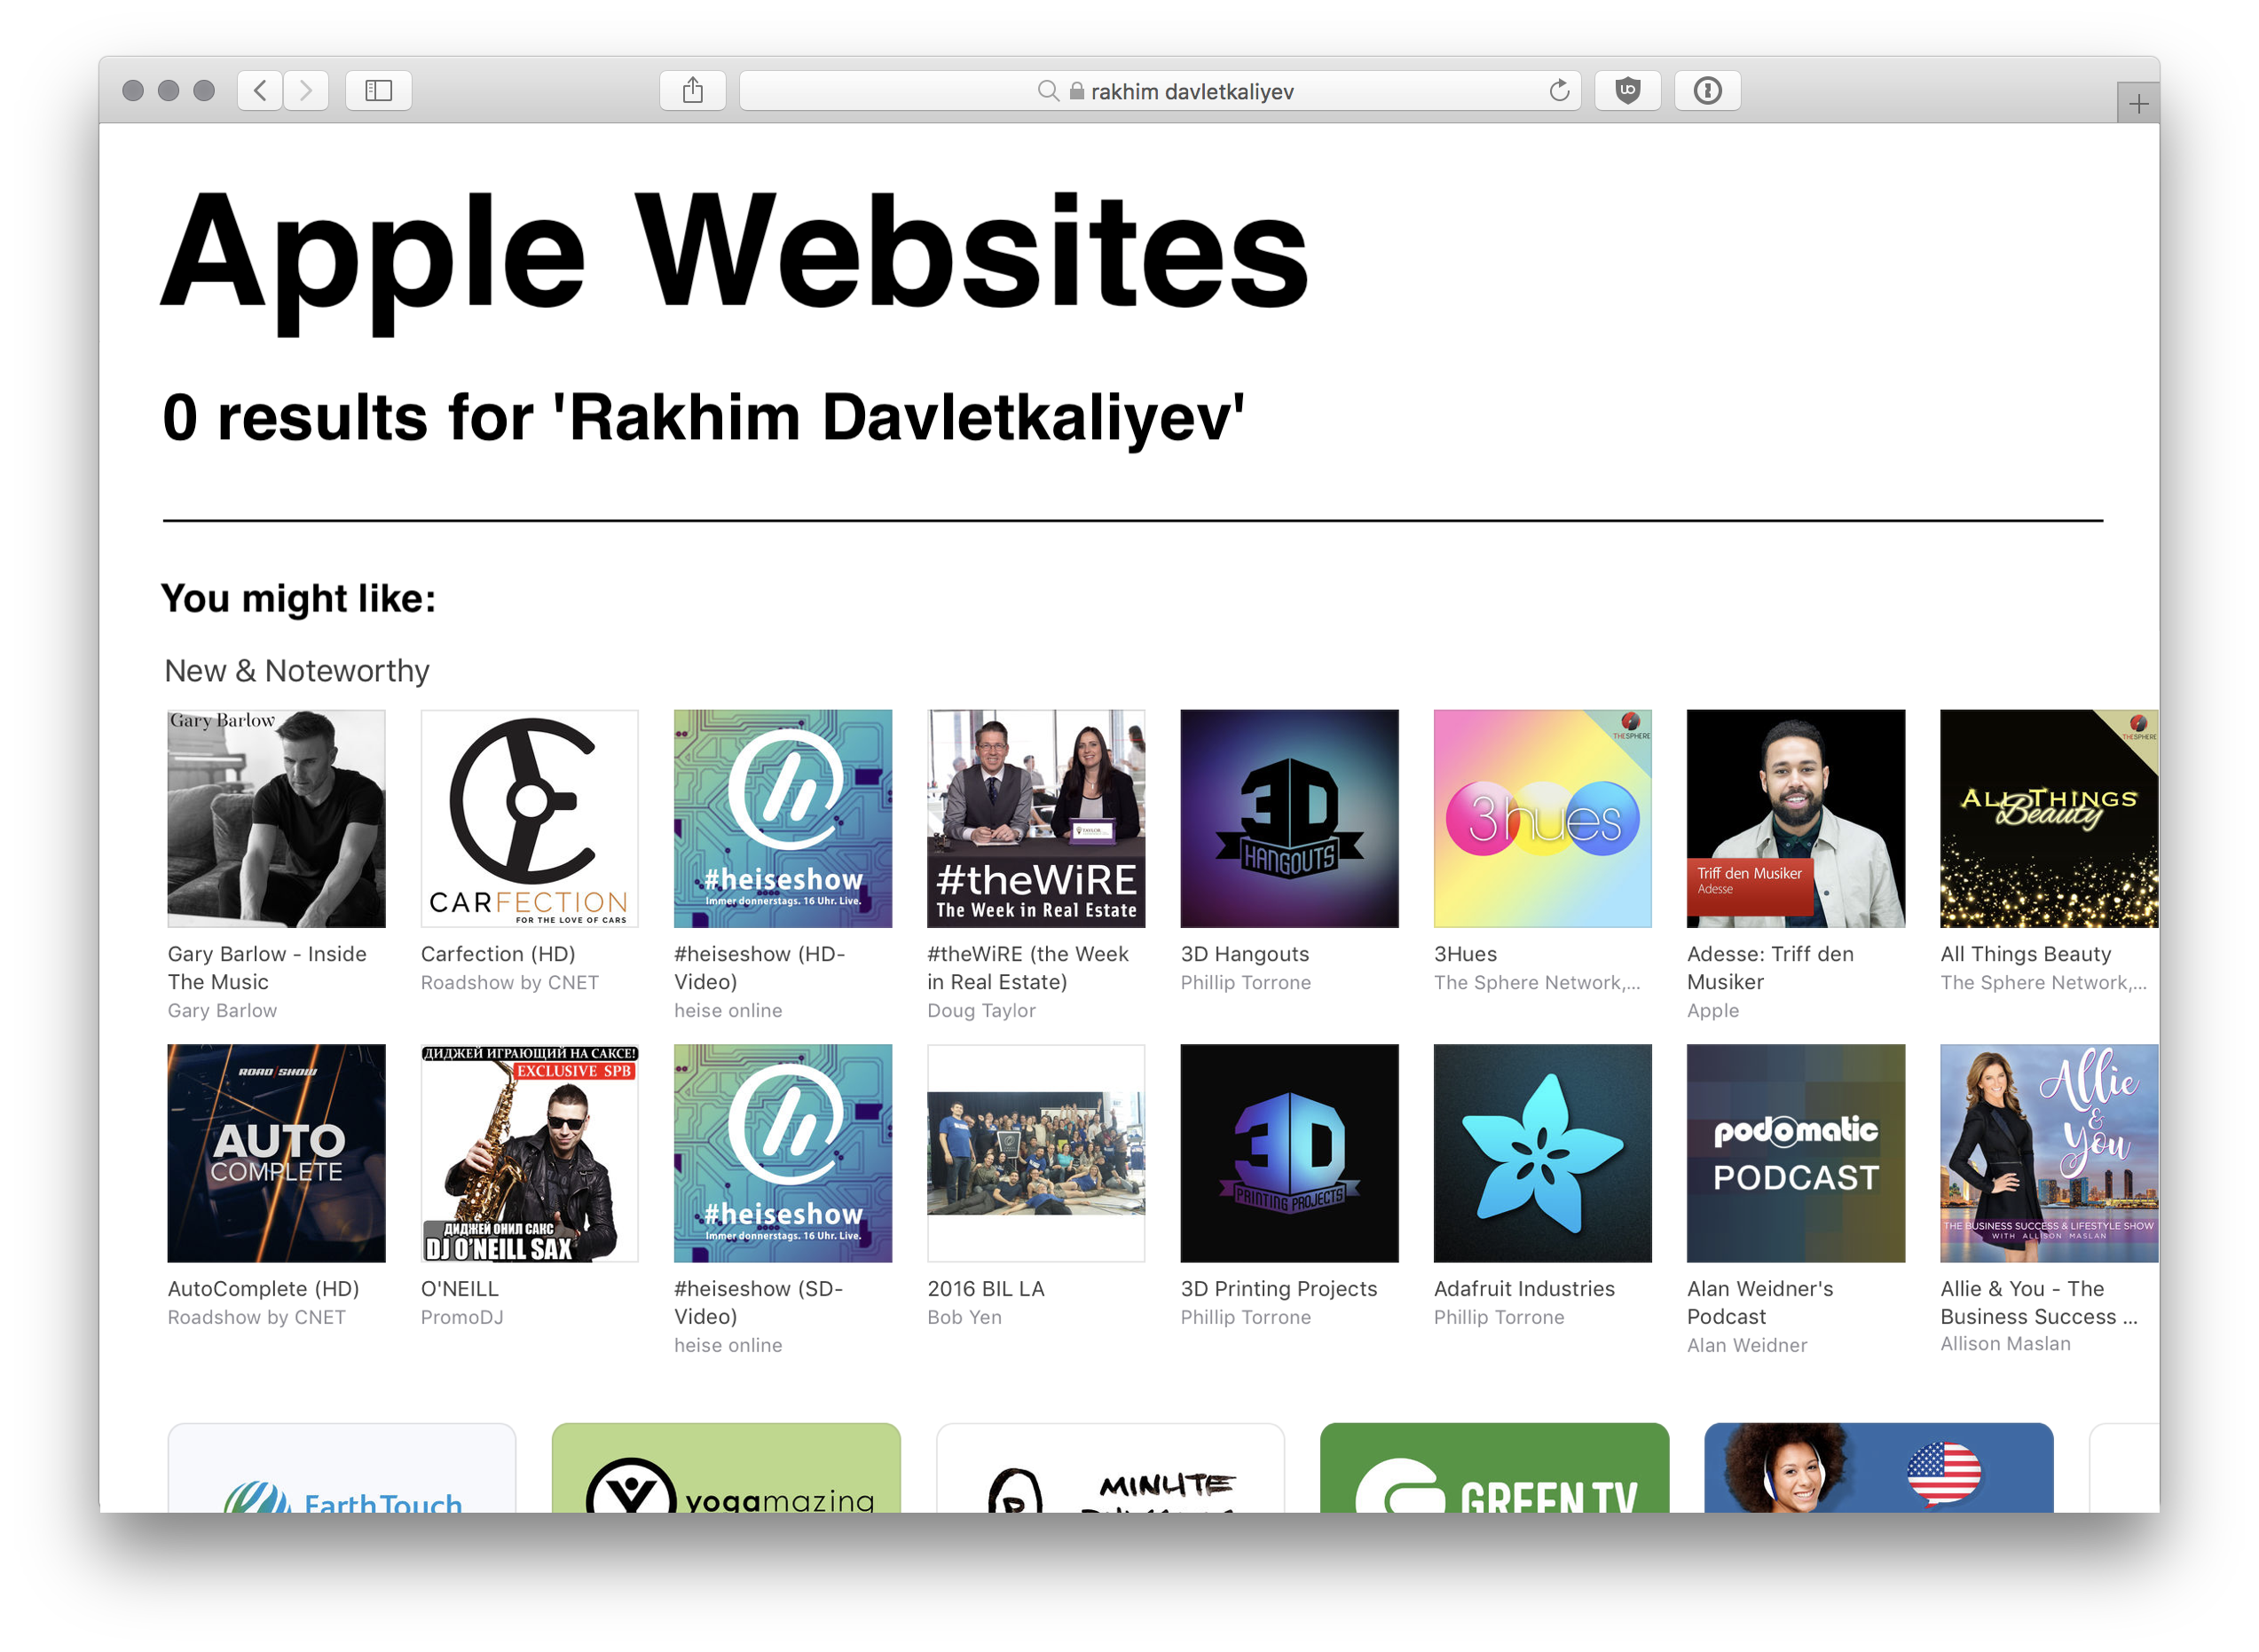 rakhim davletkaliyev
Apple Websites
0 results for 'Rakhim Davletkaliyev'
You might like:
New & Noteworthy
Gary Barlow
CARFECTION
FOR THE LOVE OF CARS
#heiseshow
Immer donnerstags. 16 Uhr. Live.
TAYLOR
#theWiRE
The Week in Real Estate
3D
HANGOUTS
THESPHERE
3hues
Triff den Musiker
Adesse
THESPHERE
ALL THINGS
Beauty
Gary Barlow - Inside
The Music
Gary Barlow
Carfection (HD)
Roadshow by CNET
#heiseshow (HD-
Video)
heise online
#theWiRE (the Week
in Real Estate)
Doug Taylor
3D Hangouts
Phillip Torrone
3Hues
The Sphere Network,...
Adesse: Triff den
Musiker
Apple
All Things Beauty
The Sphere Network,...
ROAD/SHOW
AUTO
COMPLETE
ДИДЖЕЙ ИГРАЮЩИЙ НА САКСЕ!
EXCLUSIVE SPB
ДИДЖЕЙ ОНИЛ САКС
DJ O'NEILL SAX
#heiseshow
Immer donnerstags. 16 Uhr. Live.
3D
PRINTING PROJECTS
podomatic
PODCAST
Allie
&
You
THE BUSINESS SUCCESS & LIFESTYLE SHOW
WITH ALLISON MASLAN
AutoComplete (HD)
Roadshow by CNET
O'NEILL
PromoDJ
#heiseshow (SD-
Video)
heise online
2016 BIL LA
Bob Yen
3D Printing Projects
Phillip Torrone
Adafruit Industries
Phillip Torrone
Alan Weidner's
Podcast
Alan Weidner
Allie & You - The
Business Success ...
Allison Maslan
EarthTouch
yogamazing
MINUTE
GREEN TV